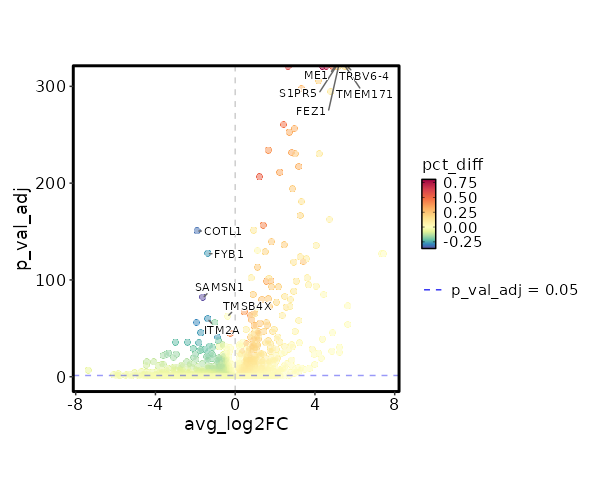 300
200
100
0
p_val_adj
-8
-4
0
4
8
avg_log2FC
ME1
TRBV6-4
S1PR5
TMEM171
FEZ1
COTL1
FYB1
SAMSN1
TMSB4X
ITM2A
pct_diff
0.75
0.50
0.25
0.00
-0.25
p_val_adj = 0.05